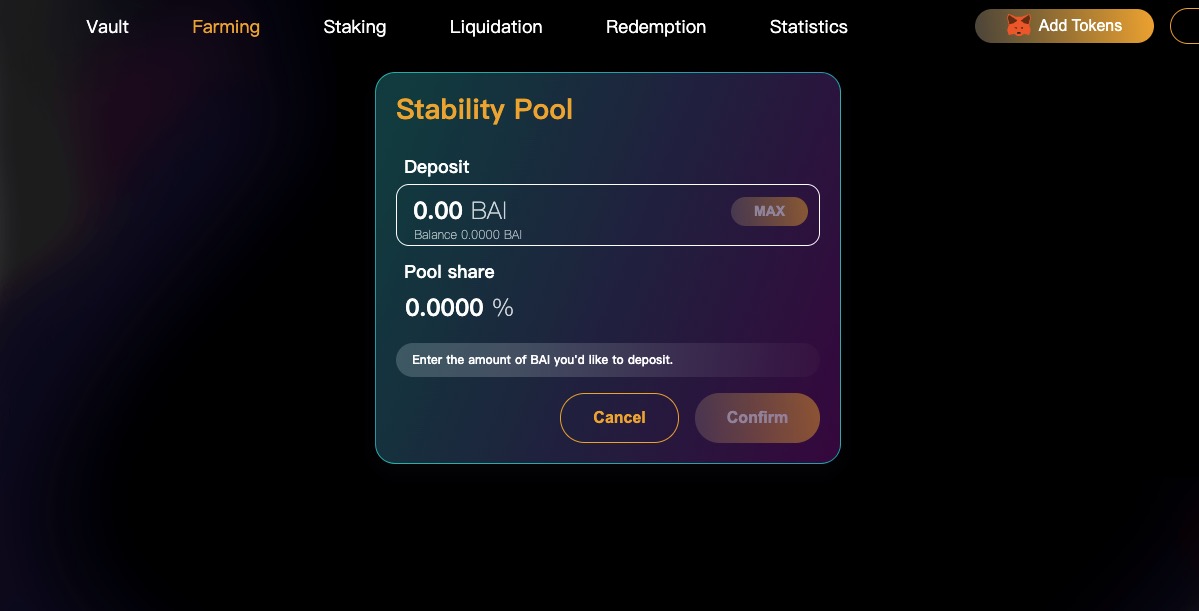 Vault Farming Staking Liquidation Redemption Statistics Add Tokens
Stability Pool
Deposit
0.00 BAI MAX
Balance 0.0000 BAI
Pool share
0.0000 %
Enter the amount of BAI you'd like to deposit.
Cancel Confirm